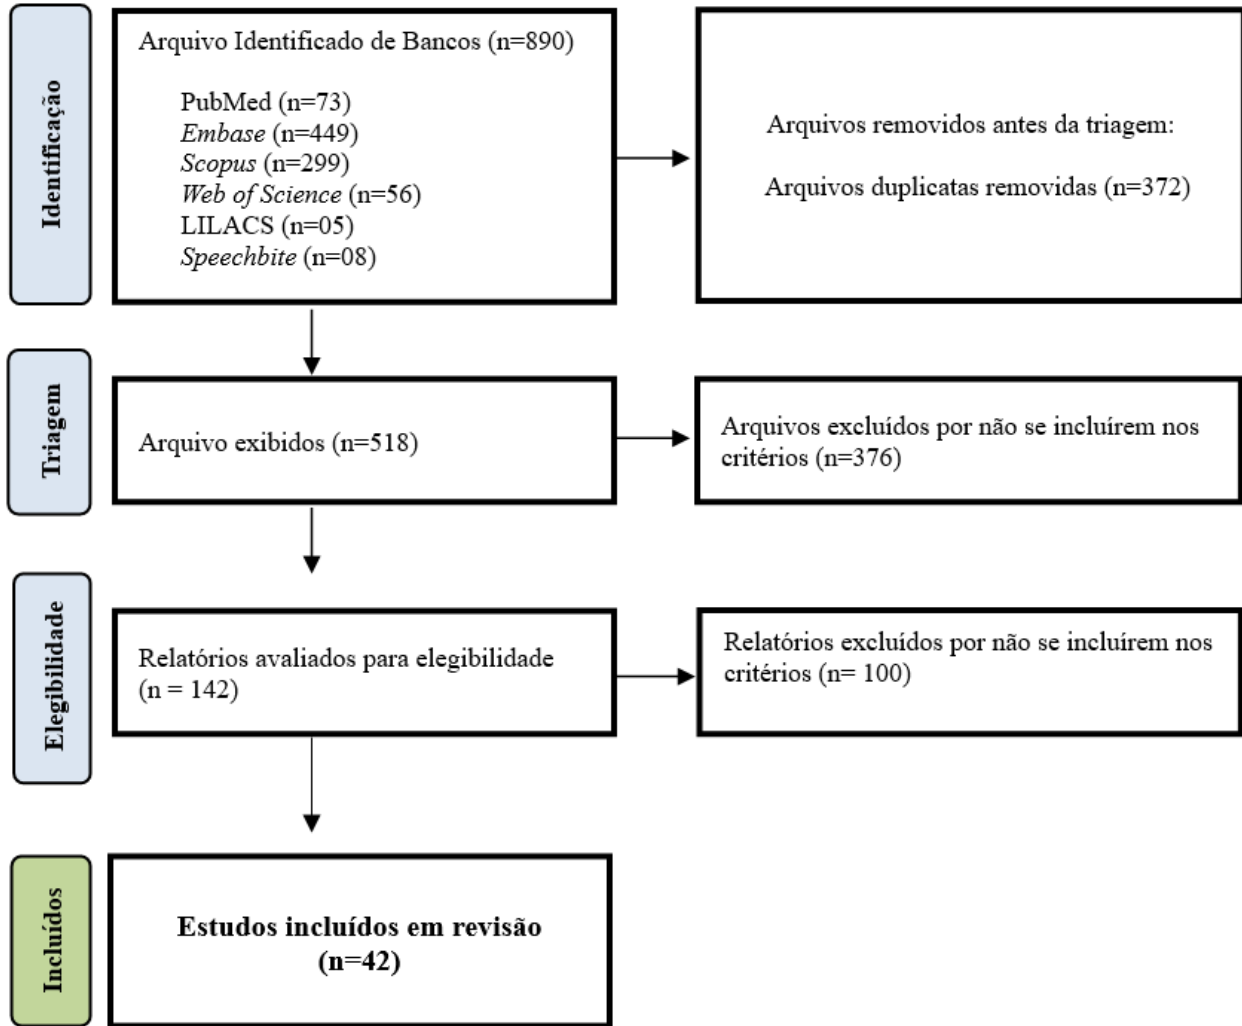 Identificação
Arquivo Identificado de Bancos (n=890)
PubMed (n=73)
Embase (n=449)
Scopus (n=299)
Web of Science (n=56)
LILACS (n=05)
Speechbite (n=08)
Arquivos removidos antes da triagem:
Arquivos duplicatas removidas (n=372)
Triagem
Arquivo exibidos (n=518)
Arquivos excluídos por não se incluírem nos
critérios (n=376)
Elegibilidade
Relatórios avaliados para elegibilidade
(n = 142)
Relatórios excluídos por não se incluírem nos
critérios (n= 100)
Incluídos
Estudos incluídos em revisão
(n=42)